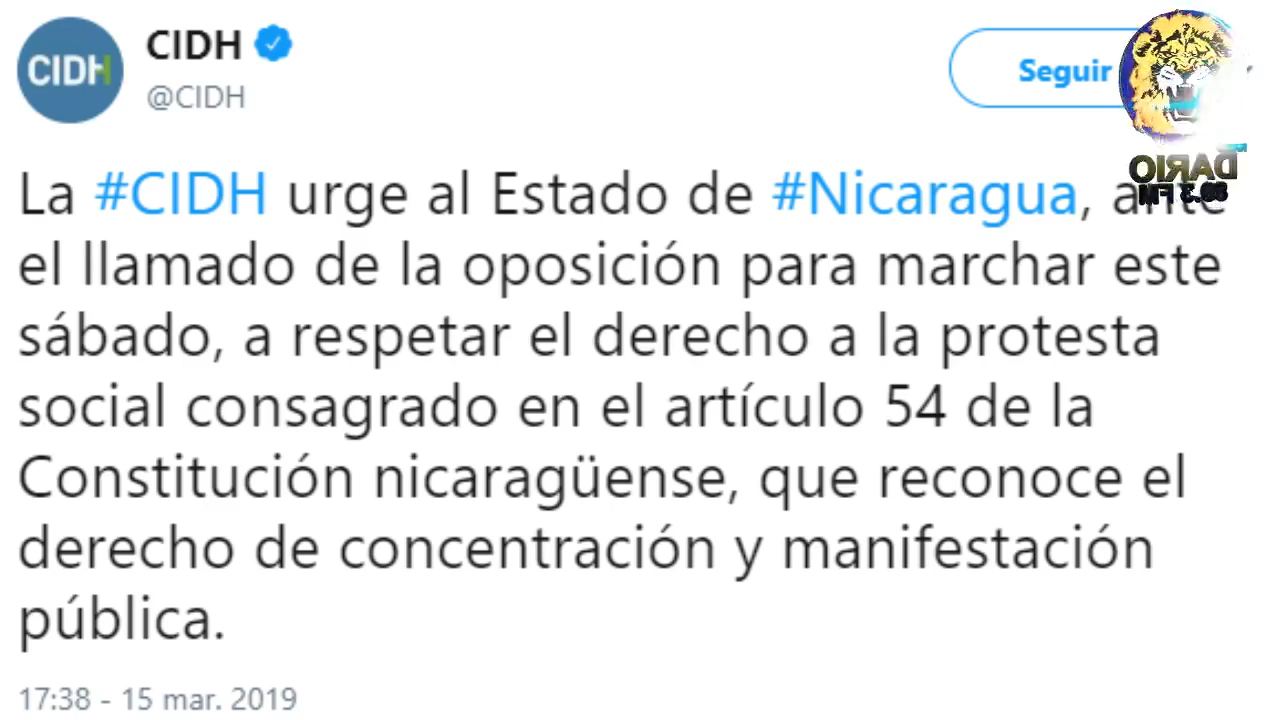 CIDH
CIDH
@CIDH
Seguir
La #CIDH urge al Estado de #Nicaragua, ante
el llamado de la oposición para marchar este
sábado, a respetar el derecho a la protesta
social consagrado en el artículo 54 de la
Constitución nicaragüense, que reconoce el
derecho de concentración y manifestación
pública.
17:38 - 15 mar. 2019
DARIO